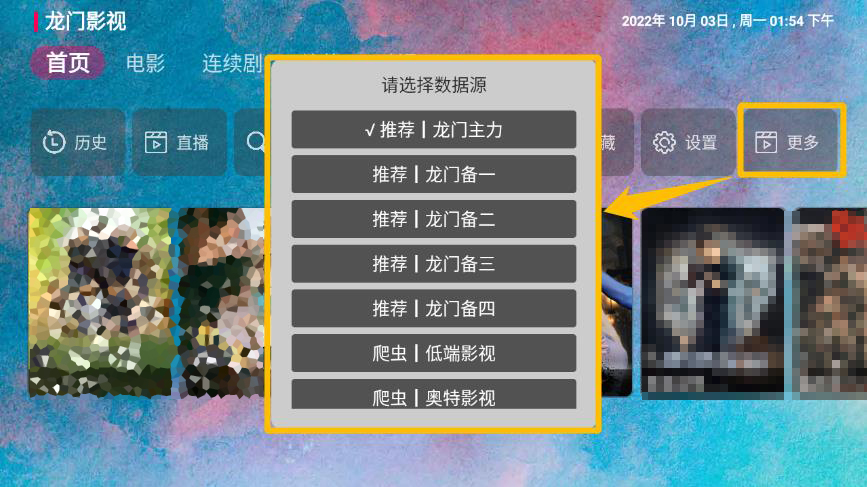 龙门影视
2022年 10月 03日 , 周一 01:54 下午
首页
电影
连续剧
历史
直播
藏
设置
更多
请选择数据源
√ 推荐┃龙门主力
推荐┃龙门备一
推荐┃龙门备二
推荐┃龙门备三
推荐┃龙门备四
爬虫┃低端影视
爬虫┃奥特影视